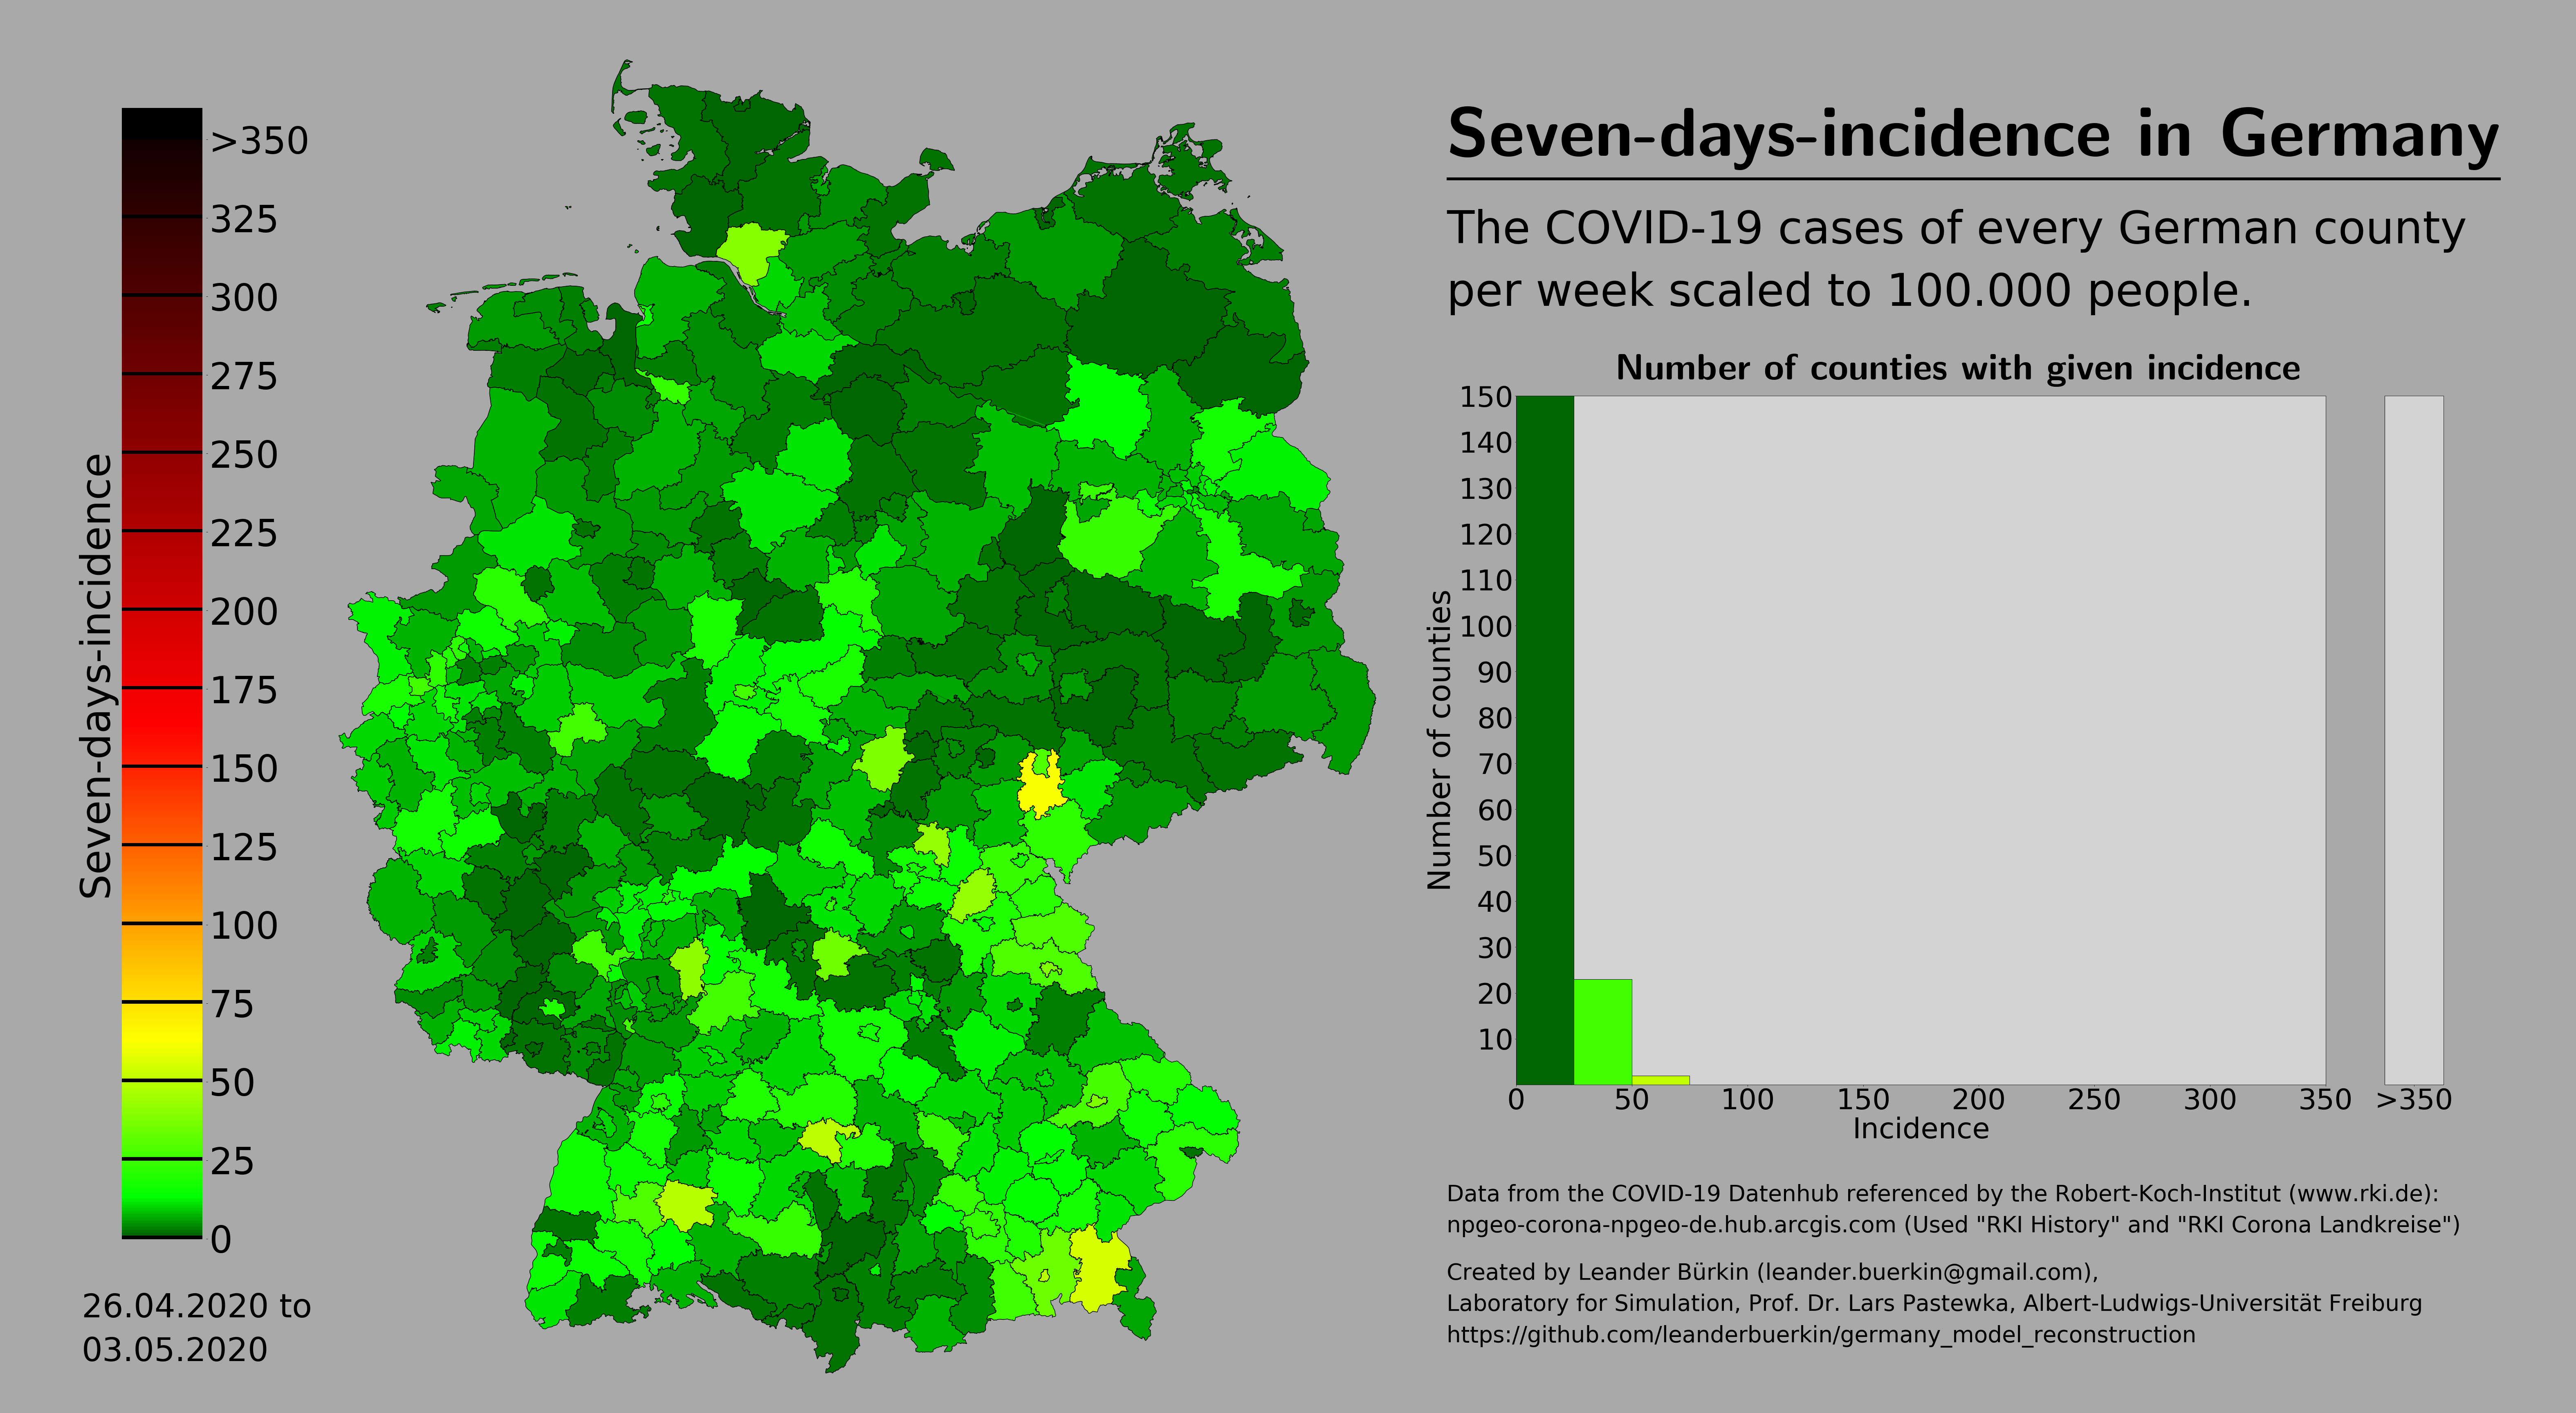 Seven-days-incidence in Germany
The COVID-19 cases of every German county
per week scaled to 100.000 people.
Seven-days-incidence
>350
325
300
275
250
225
200
175
150
125
100
75
50
25
0
26.04.2020 to
03.05.2020
Number of counties with given incidence
Number of counties
150
140
130
120
110
100
90
80
70
60
50
40
30
20
10
0 50 100 150 200 250 300 350 >350
Incidence
Data from the COVID-19 Datenhub referenced by the Robert-Koch-Institut (www.rki.de):
npgeo-corona-npgeo-de.hub.arcgis.com (Used "RKI History" and "RKI Corona Landkreise")
Created by Leander Bürkin (leander.buerkin@gmail.com),
Laboratory for Simulation, Prof. Dr. Lars Pastewka, Albert-Ludwigs-Universität Freiburg
https://github.com/leanderbuerkin/germany_model_reconstruction